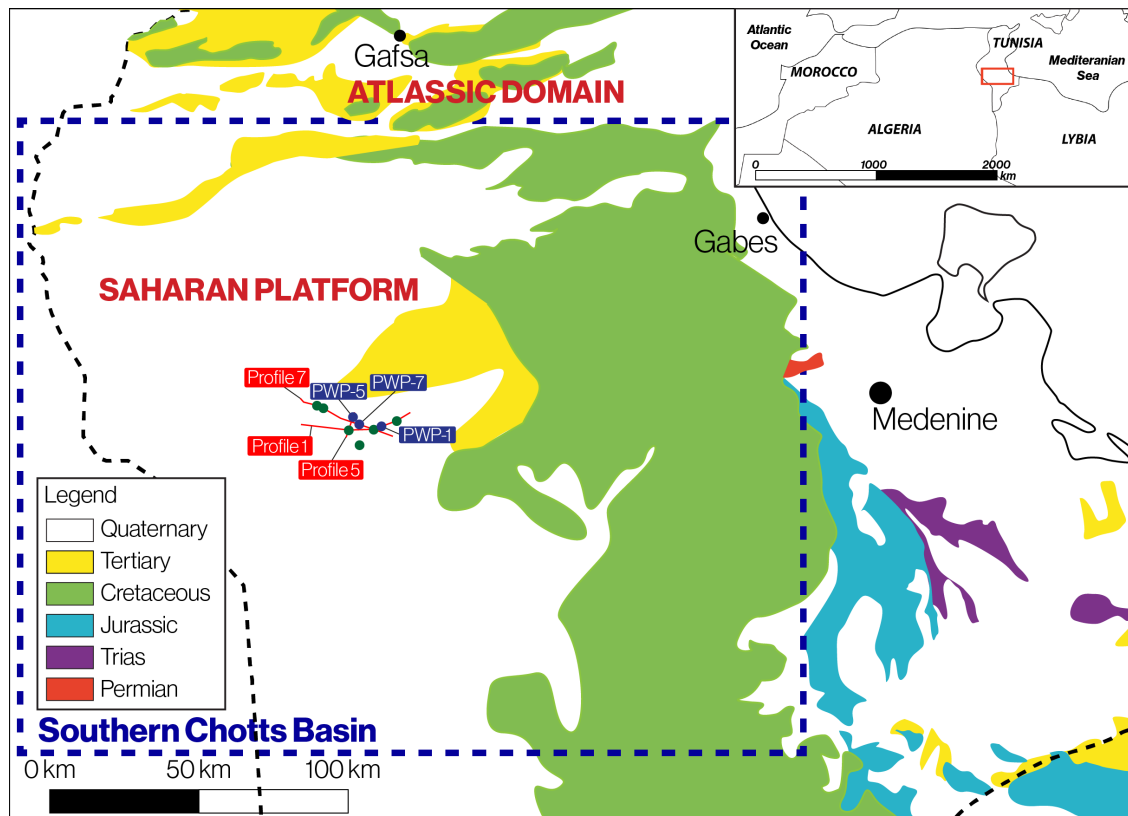 Gafsa
ATLASSIC DOMAIN
Atlantic
Ocean
MOROCCO
TUNISIA
Mediteranian
Sea
ALGERIA
LYBIA
0
1000
2000
km
Gabes
SAHARAN PLATFORM
Profile 7
PWP-5
PWP-7
PWP-1
Profile 1
Profile 5
Medenine
Legend
Quaternary
Tertiary
Cretaceous
Jurassic
Trias
Permian
Southern Chotts Basin
0 km
50 km
100 km